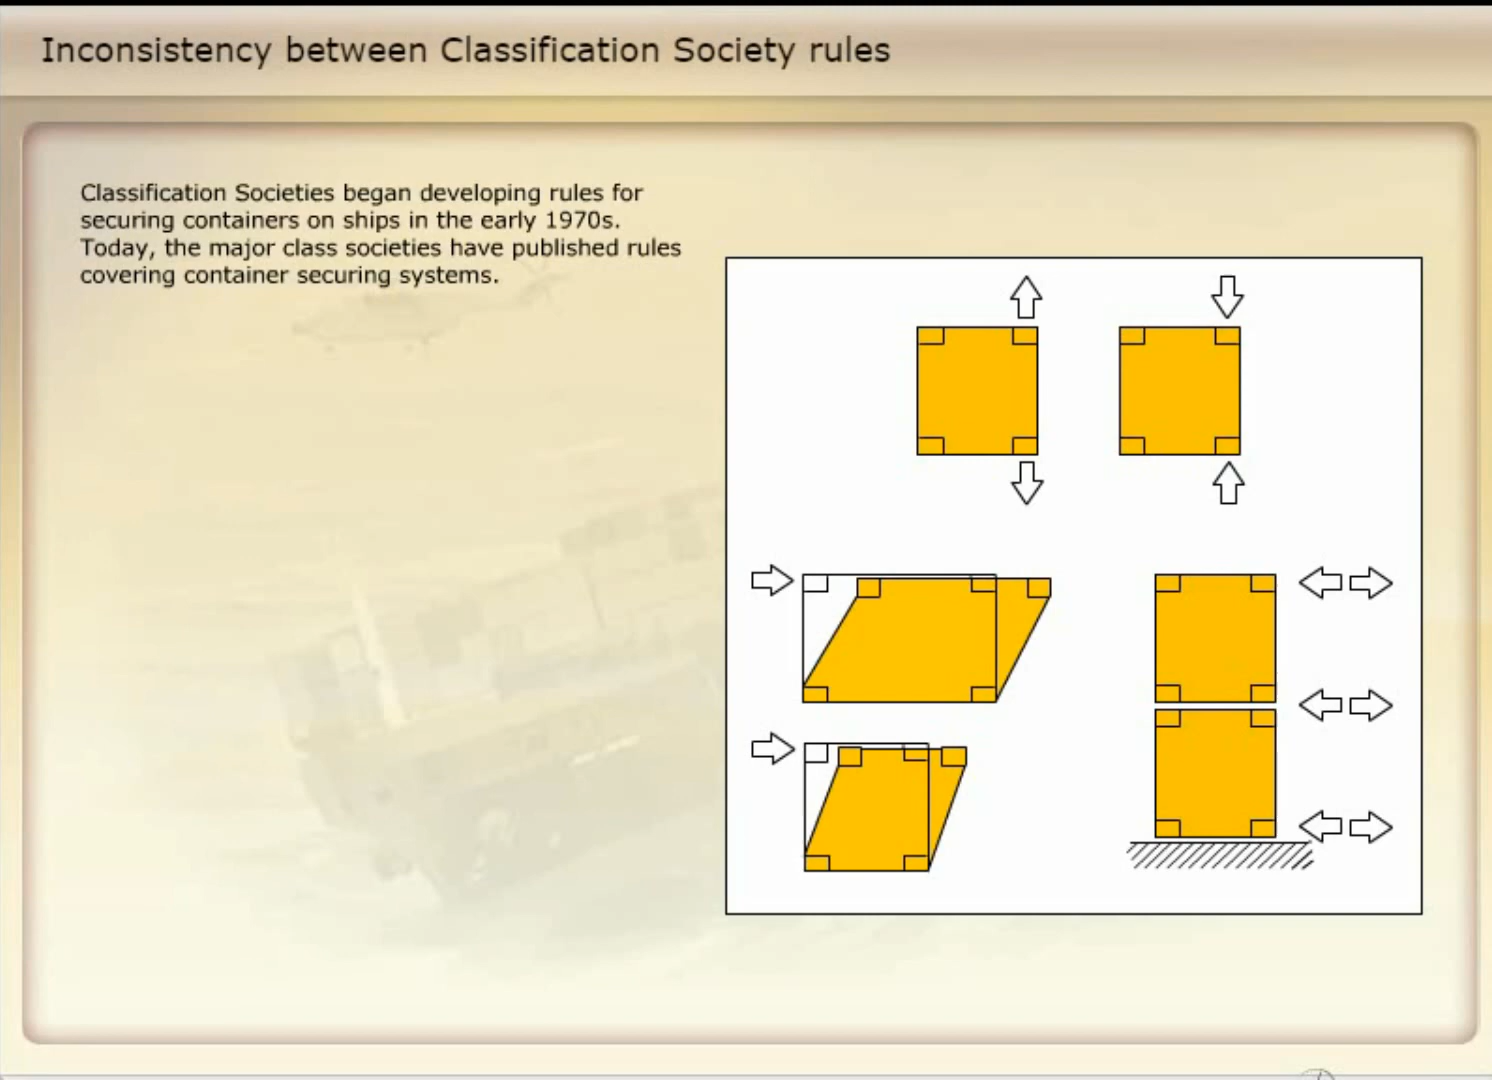 Inconsistency between Classification Society rules
Classification Societies began developing rules for
securing containers on ships in the early 1970s.
Today, the major class societies have published rules
covering container securing systems.